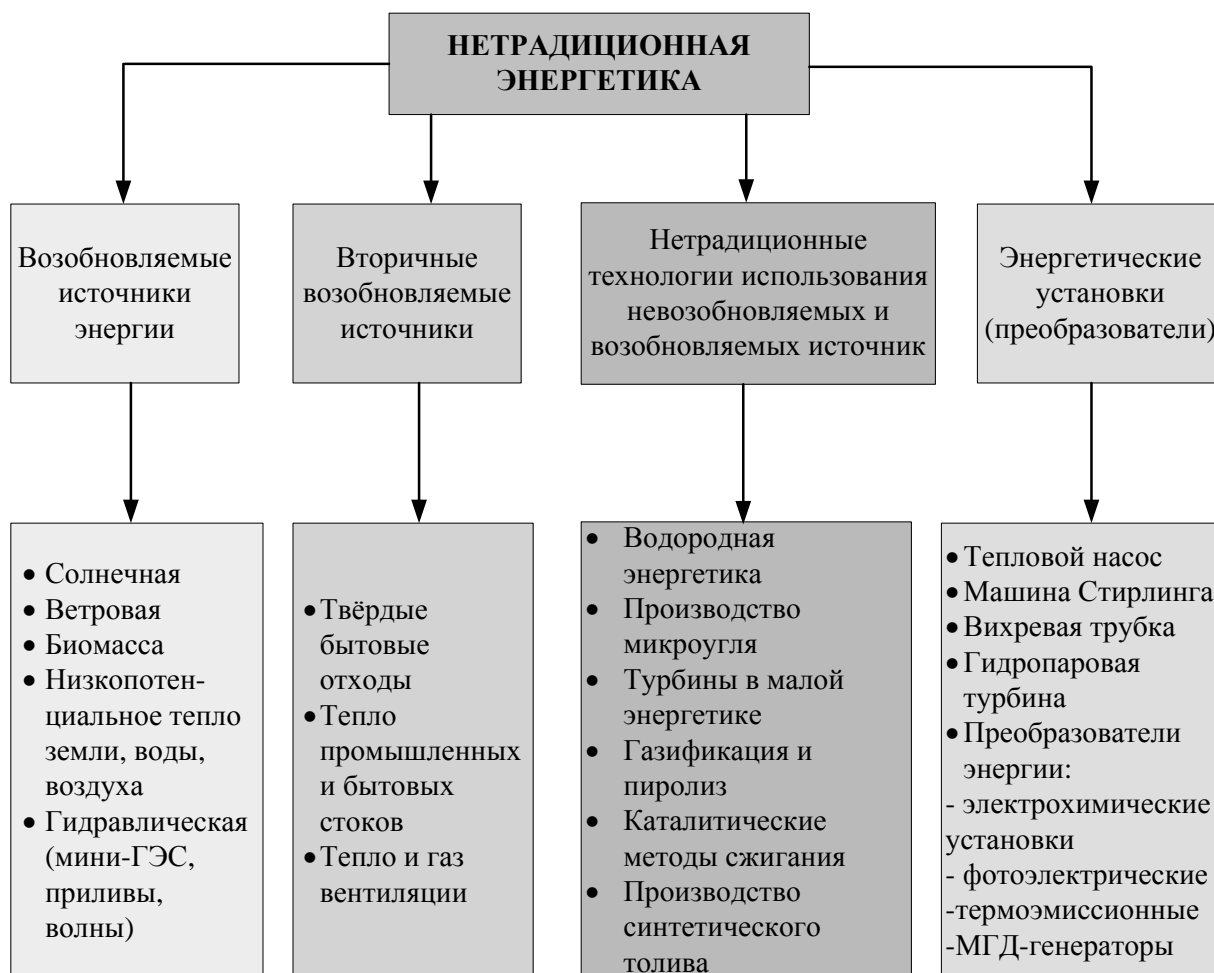 НЕТРАДИЦИОННАЯ
ЭНЕРГЕТИКА
Возобновляемые
источники
энергии
Вторичные
возобновляемые
источники
Нетрадиционные
технологии использования
невозобновляемых и
возобновляемых источник
Энергетические
установки
(преобразователи)
• Солнечная
• Ветровая
• Биомасса
• Низкопотен-
циальное тепло
земли, воды,
воздуха
• Гидравлическая
(мини-ГЭС,
приливы,
волны)
• Твёрдые
бытовые
отходы
• Тепло
промышленных
и бытовых
стоков
• Тепло и газ
вентиляции
• Водородная
энергетика
• Производство
микроугля
• Турбины в малой
энергетике
• Газификация и
пиролиз
• Каталитические
методы сжигания
• Производство
синтетического
толива
• Тепловой насос
• Машина Стирлинга
• Вихревая трубка
• Гидропаровая
турбина
• Преобразователи
энергии:
- электрохимические
установки
- фотоэлектрические
-термоэмиссионные
-МГД-генераторы